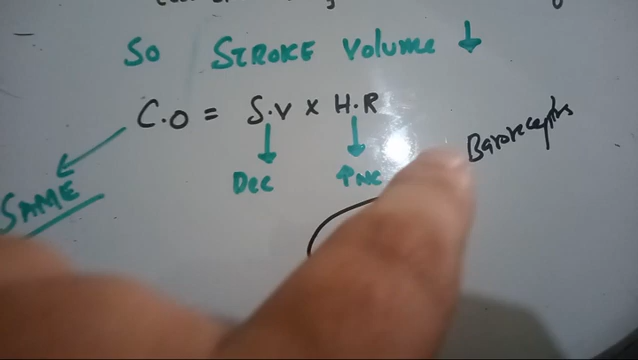 So STROKE Volume ↓
C.O = S.V x H.R
Baroreceptors
SAME
Dec
↑nc